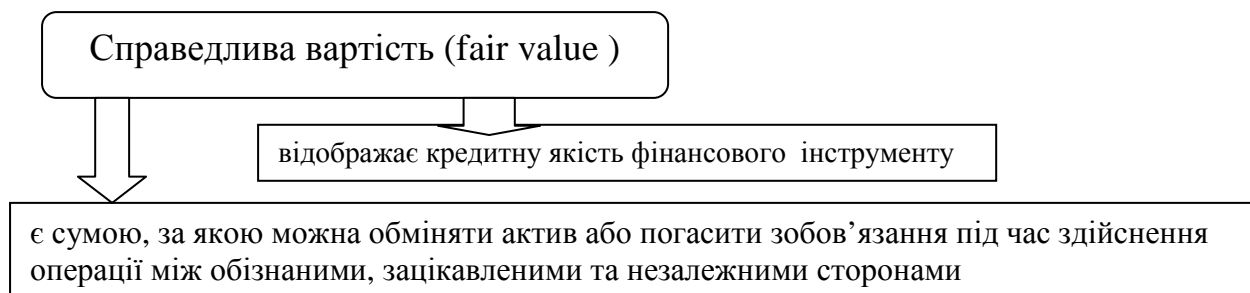 Справедлива вартість (fair value )
відображає кредитну якість фінансового інструменту
є сумою, за якою можна обміняти актив або погасити зобов’язання під час здійснення
операції між обізнаними, зацікавленими та незалежними сторонами